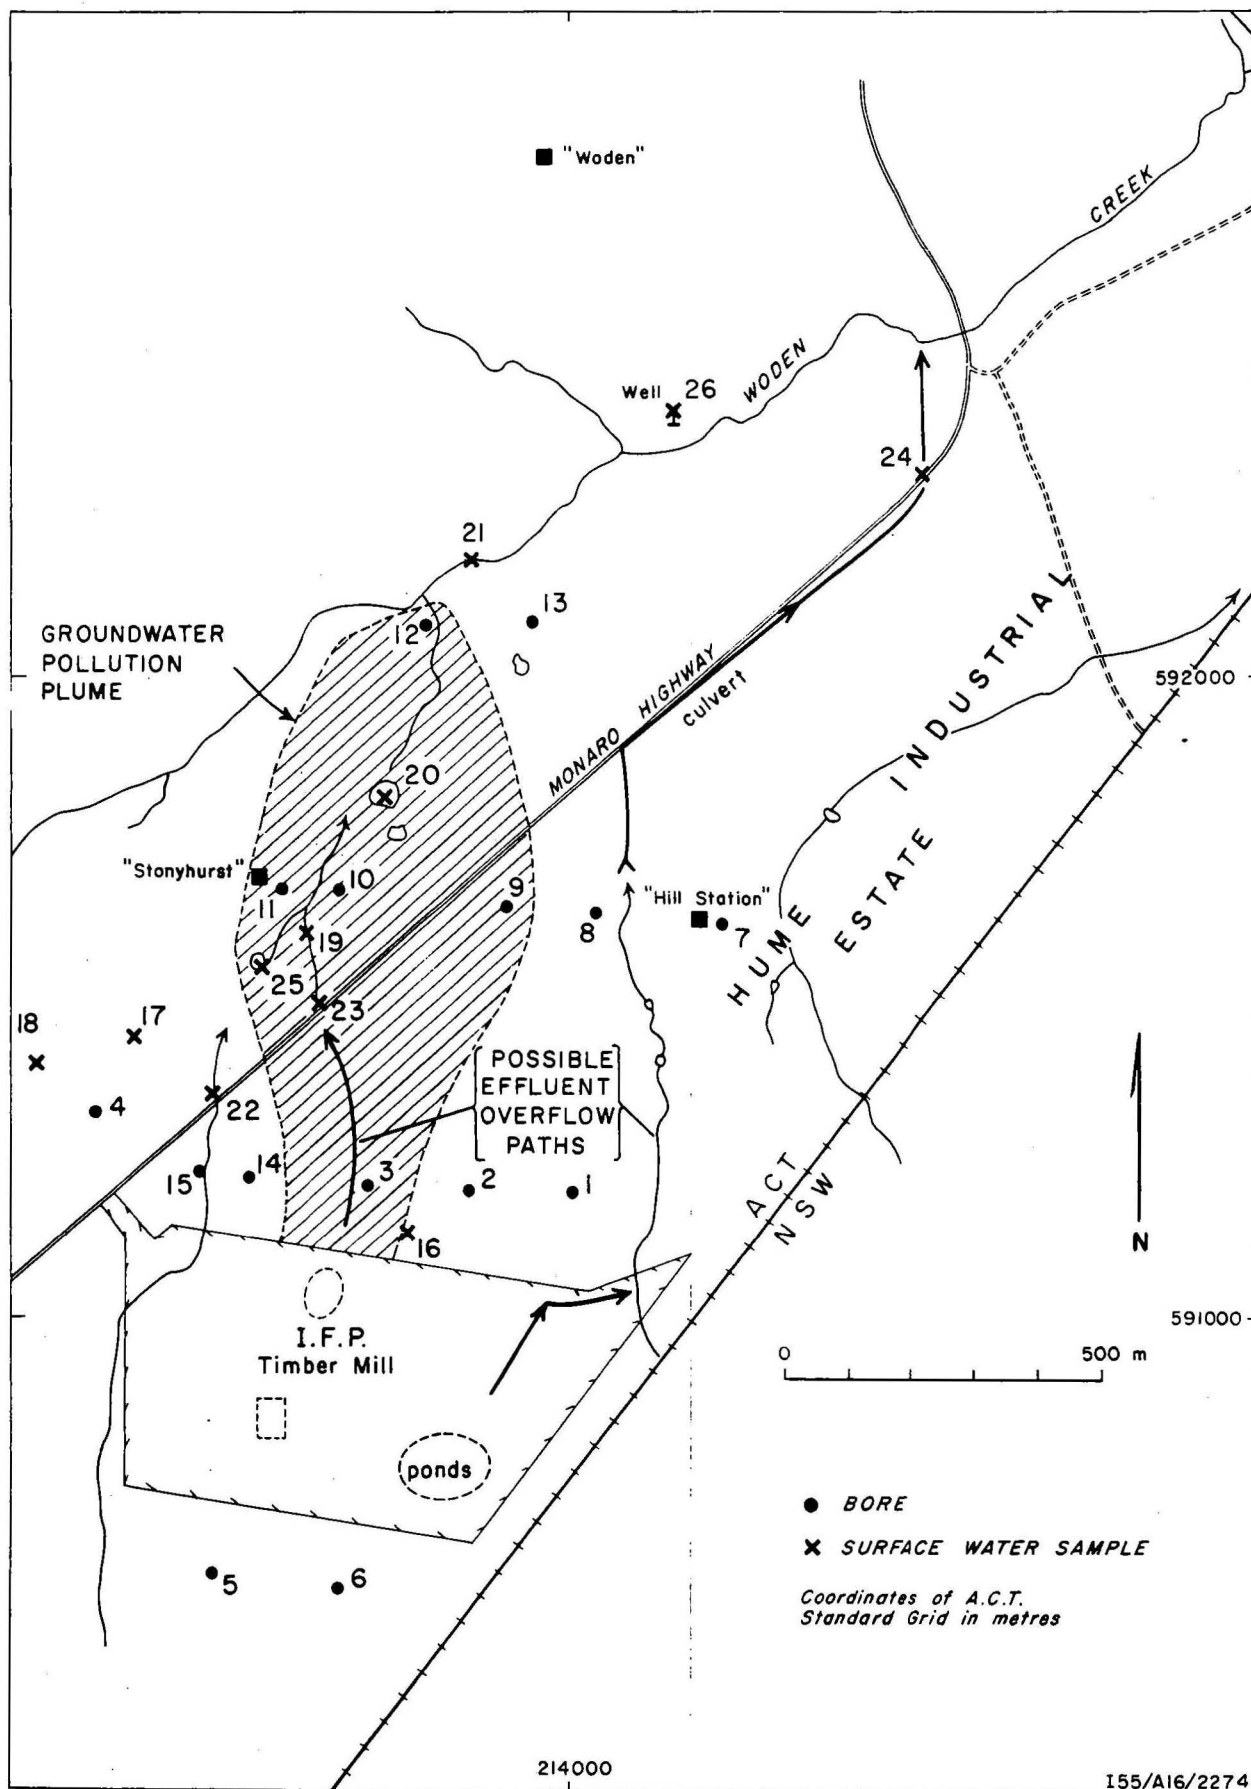 "Woden"
CREEK
WODEN
Well
26
24
21
13
12
GROUNDWATER
POLLUTION
PLUME
MONARO HIGHWAY
culvert
592000
HUME INDUSTRIAL
ESTATE
20
"Stonyhurst"
11
10
9
8
"Hill Station"
7
19
25
23
18
17
4
22
POSSIBLE
EFFLUENT
OVERFLOW
PATHS
15
14
3
2
1
16
ACT
NSW
N
I.F.P.
Timber Mill
591000
0
500 m
ponds
5
6
BORE
SURFACE WATER SAMPLE
Coordinates of A.C.T.
Standard Grid in metres
214000
I55/A16/2274